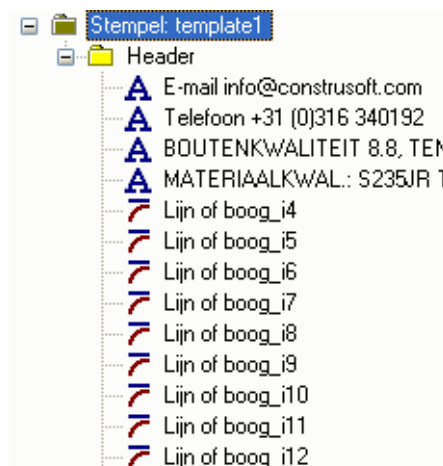 Stempel: template1
Header
E-mail info@construsoft.com
Telefoon +31 (0)316 340192
BOUTENKWALITEIT 8.8, TEN
MATERIAALKWAL.: S235JR T
Lijn of boog_i4
Lijn of boog_i5
Lijn of boog_i6
Lijn of boog_i7
Lijn of boog_i8
Lijn of boog_i9
Lijn of boog_i10
Lijn of boog_i11
Lijn of boog_i12